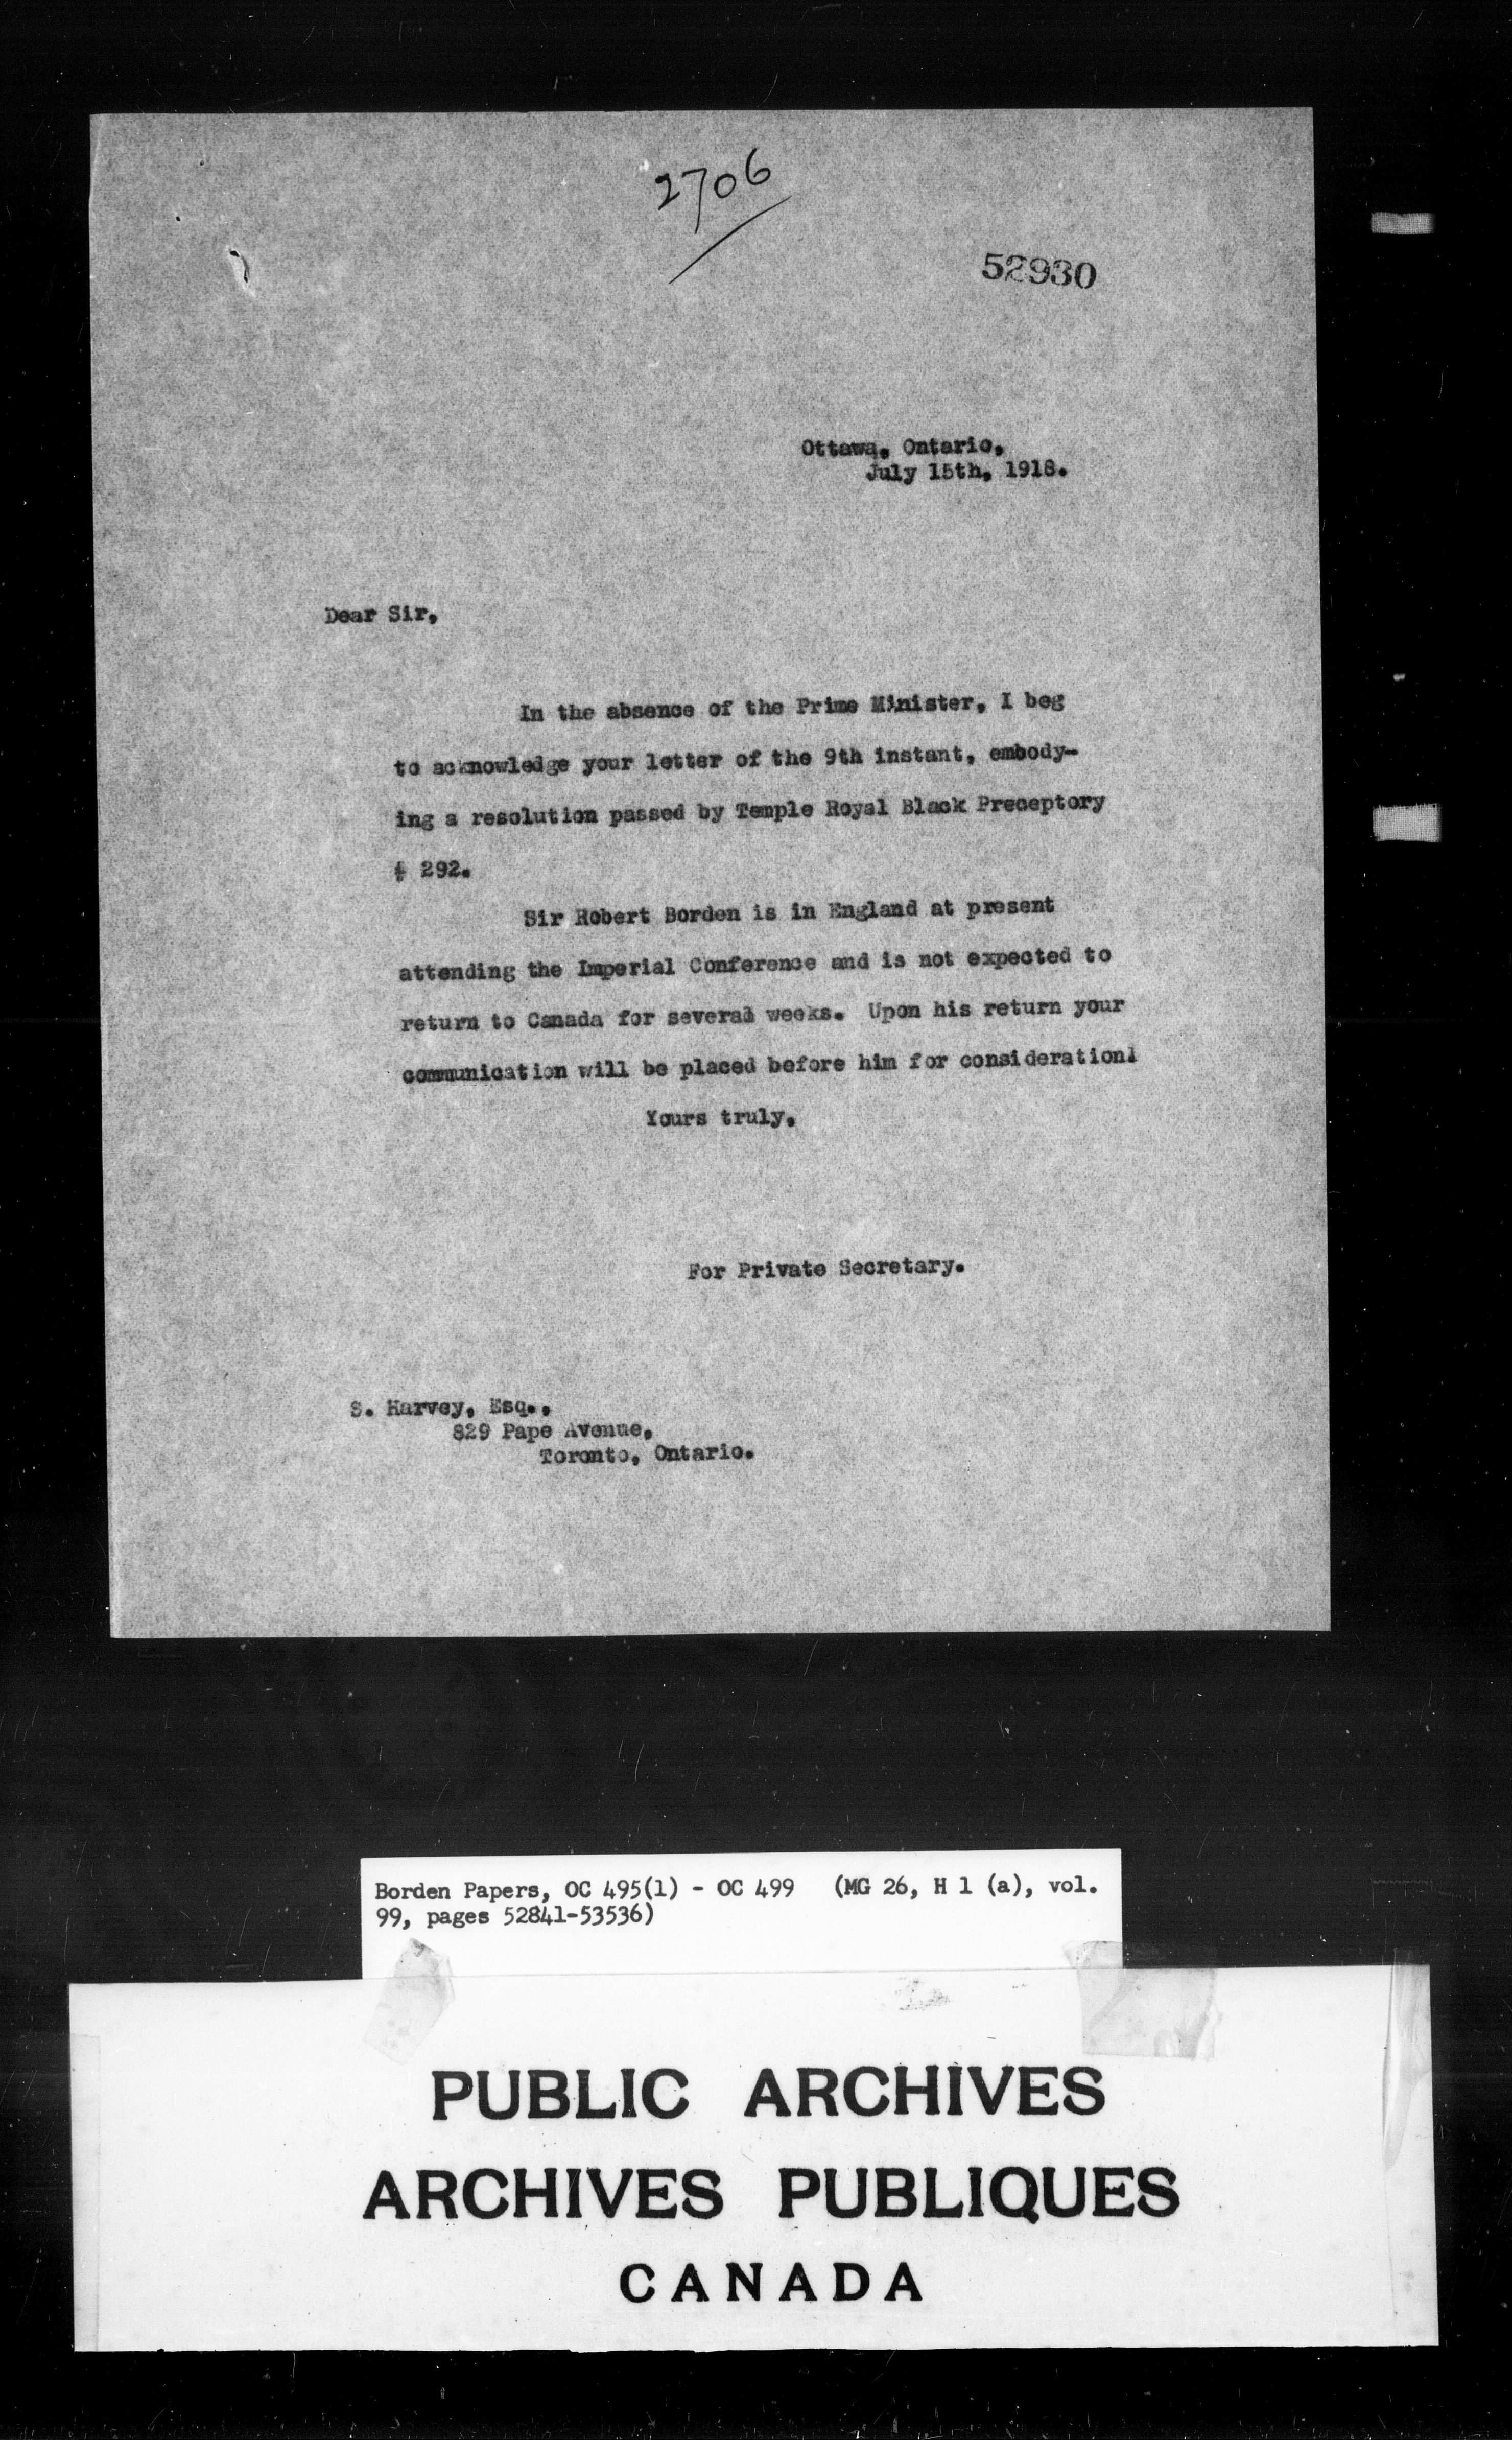 2706
52930
Ottawa, Ontario,
July 15th, 1918.
Dear Sir,
In the absence of the Prime Minister, I beg
to acknowledge your letter of the 9th instant, embody-
ing a resolution passed by Temple Royal Black Preceptory
# 292.
Sir Robert Borden is in England at present
attending the Imperial Conference and is not expected to
return to Canada for several weeks. Upon his return your
communication will be placed before him for consideration.
Yours truly,
For Private Secretary.
S. Harvey, Esq.,
829 Pape Avenue,
Toronto, Ontario.
Borden Papers, OC 495(1) - OC 499 (MG 26, H 1 (a), vol.
99, pages 52841-53536)
PUBLIC ARCHIVES
ARCHIVES PUBLIQUES
CANADA